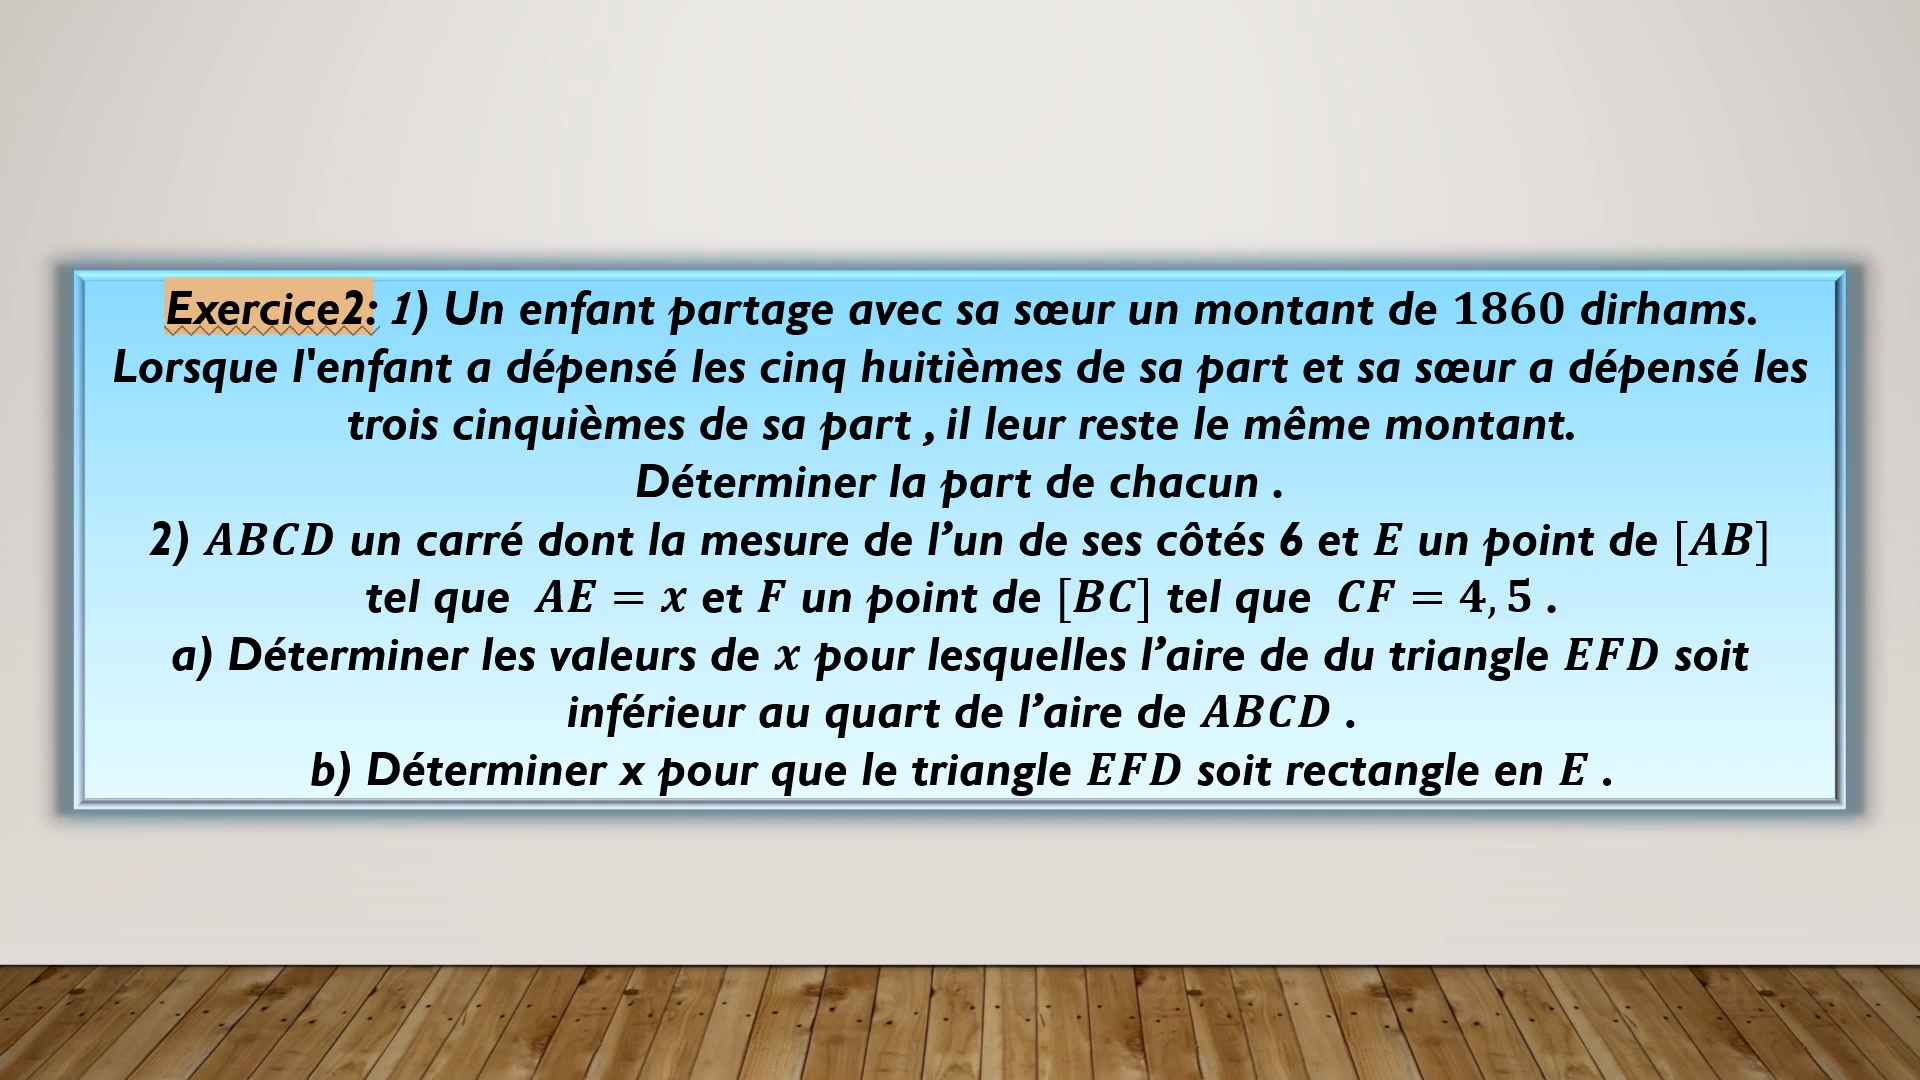 Exercice2: 1) Un enfant partage avec sa sœur un montant de 1860 dirhams.
Lorsque l'enfant a dépensé les cinq huitièmes de sa part et sa sœur a dépensé les
trois cinquièmes de sa part , il leur reste le même montant.
Déterminer la part de chacun .
2) ABCD un carré dont la mesure de l’un de ses côtés 6 et E un point de [AB]
tel que AE = x et F un point de [BC] tel que CF = 4,5 .
a) Déterminer les valeurs de x pour lesquelles l’aire de du triangle EFD soit
inférieur au quart de l’aire de ABCD .
b) Déterminer x pour que le triangle EFD soit rectangle en E .